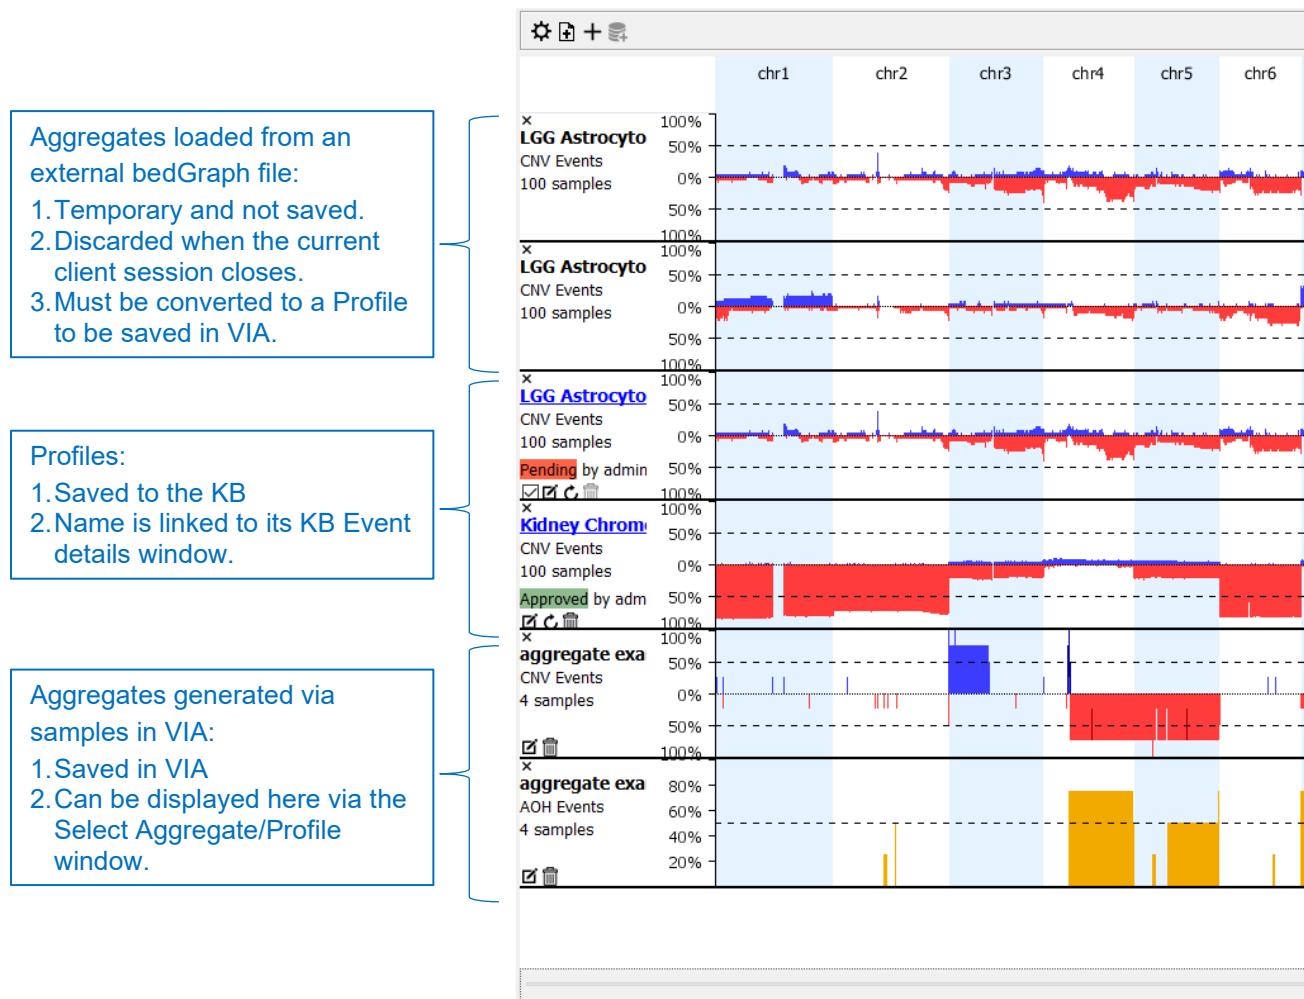 Aggregates loaded from an
external bedGraph file:
1.Temporary and not saved.
2.Discarded when the current
client session closes.
3.Must be converted to a Profile
to be saved in VIA.
Profiles:
1.Saved to the KB
2.Name is linked to its KB Event
details window.
Aggregates generated via
samples in VIA:
1.Saved in VIA
2.Can be displayed here via the
Select Aggregate/Profile
window.
chr1 chr2 chr3 chr4 chr5 chr6
LGG Astrocyto
CNV Events
100 samples
100%
50%
0%
50%
100%
LGG Astrocyto
CNV Events
100 samples
100%
50%
0%
50%
100%
LGG Astrocyto
CNV Events
100 samples
Pending by admin
100%
50%
0%
50%
100%
Kidney Chrom
CNV Events
100 samples
Approved by adm
100%
50%
0%
50%
100%
aggregate exa
CNV Events
4 samples
100%
50%
0%
50%
100%
aggregate exa
AOH Events
4 samples
80%
60%
40%
20%